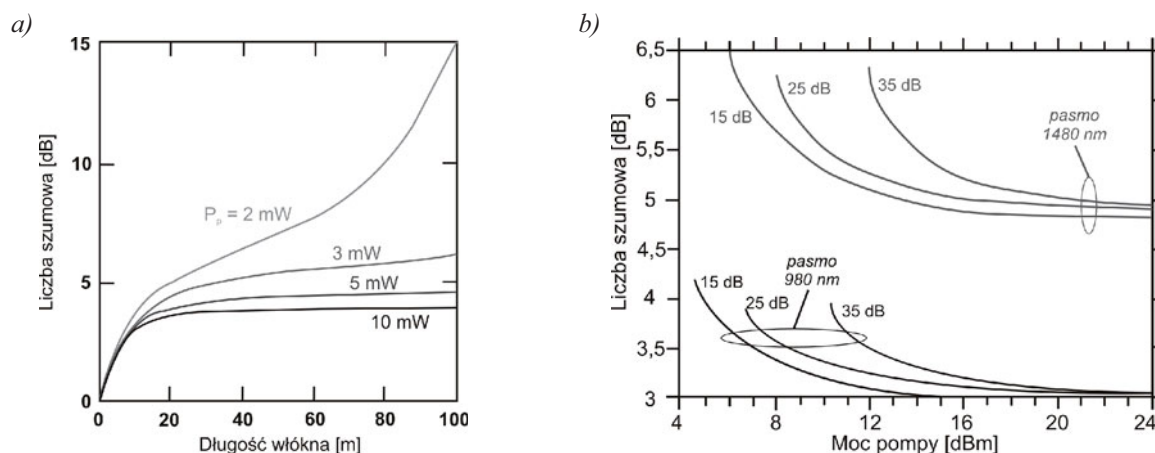 a)
15
10
5
0
Liczba szumowa [dB]
Pₚ = 2 mW
3 mW
5 mW
10 mW
0 20 40 60 80 100
Długość włókna [m]
b)
6,5
6
5,5
5
4,5
4
3,5
3
Liczba szumowa [dB]
15 dB
25 dB
35 dB
pasmo
1480 nm
pasmo
980 nm
15 dB
25 dB
35 dB
4 8 12 16 20 24
Moc pompy [dBm]